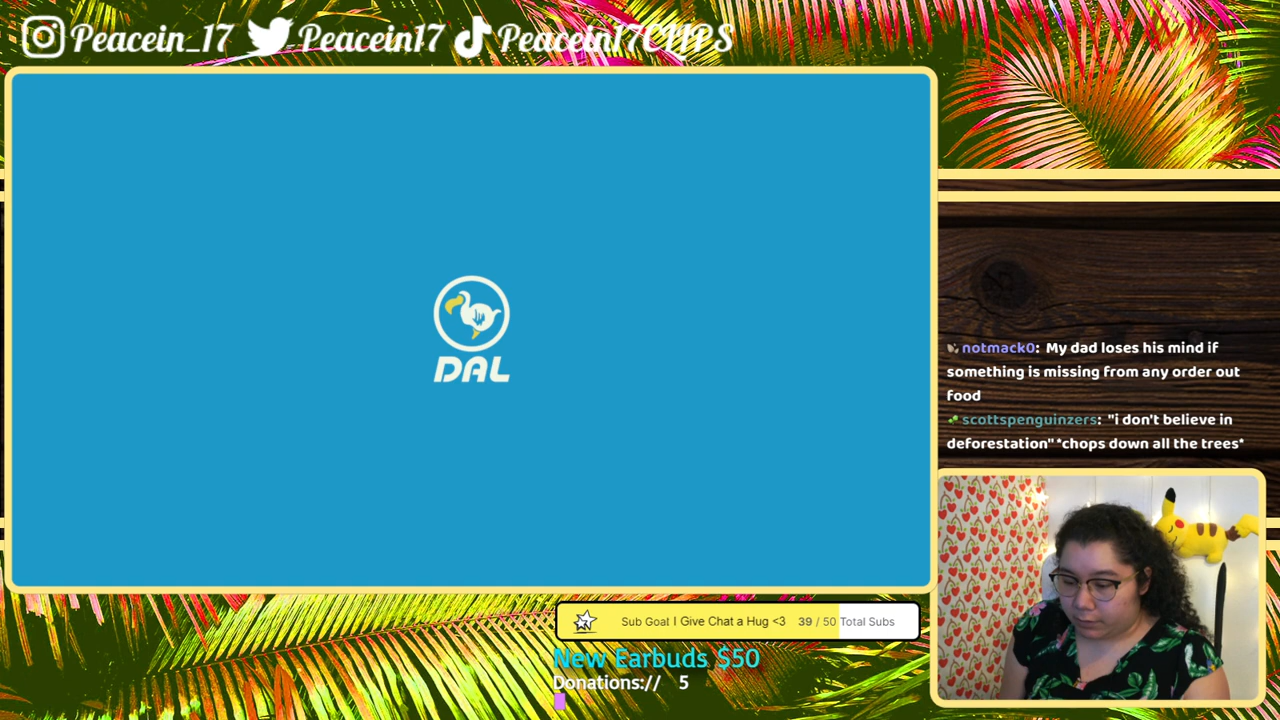 Peacein_17 Peacein17 Peacein17CLIPS
DAL
notmack0: My dad loses his mind if
something is missing from any order out
food
scottspenguinzers: "i don't believe in
deforestation" *chops down all the trees*
Sub Goal I Give Chat a Hug <3 39 / 50 Total Subs
New Earbuds $50
Donations:// 5